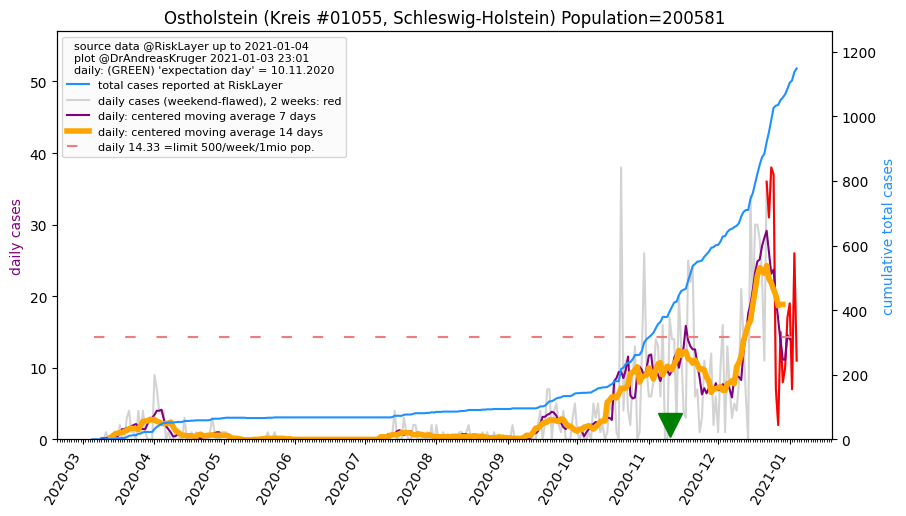 Ostholstein (Kreis #01055, Schleswig-Holstein) Population=200581
source data @RiskLayer up to 2021-01-04
plot @DrAndreasKruger 2021-01-03 23:01
daily: (GREEN) 'expectation day' = 10.11.2020
total cases reported at RiskLayer
daily cases (weekend-flawed), 2 weeks: red
daily: centered moving average 7 days
daily: centered moving average 14 days
daily 14.33 =limit 500/week/1mio pop.
daily cases
50
40
30
20
10
0
cumulative total cases
1200
1000
800
600
400
200
0
2020-03
2020-04
2020-05
2020-06
2020-07
2020-08
2020-09
2020-10
2020-11
2020-12
2021-01